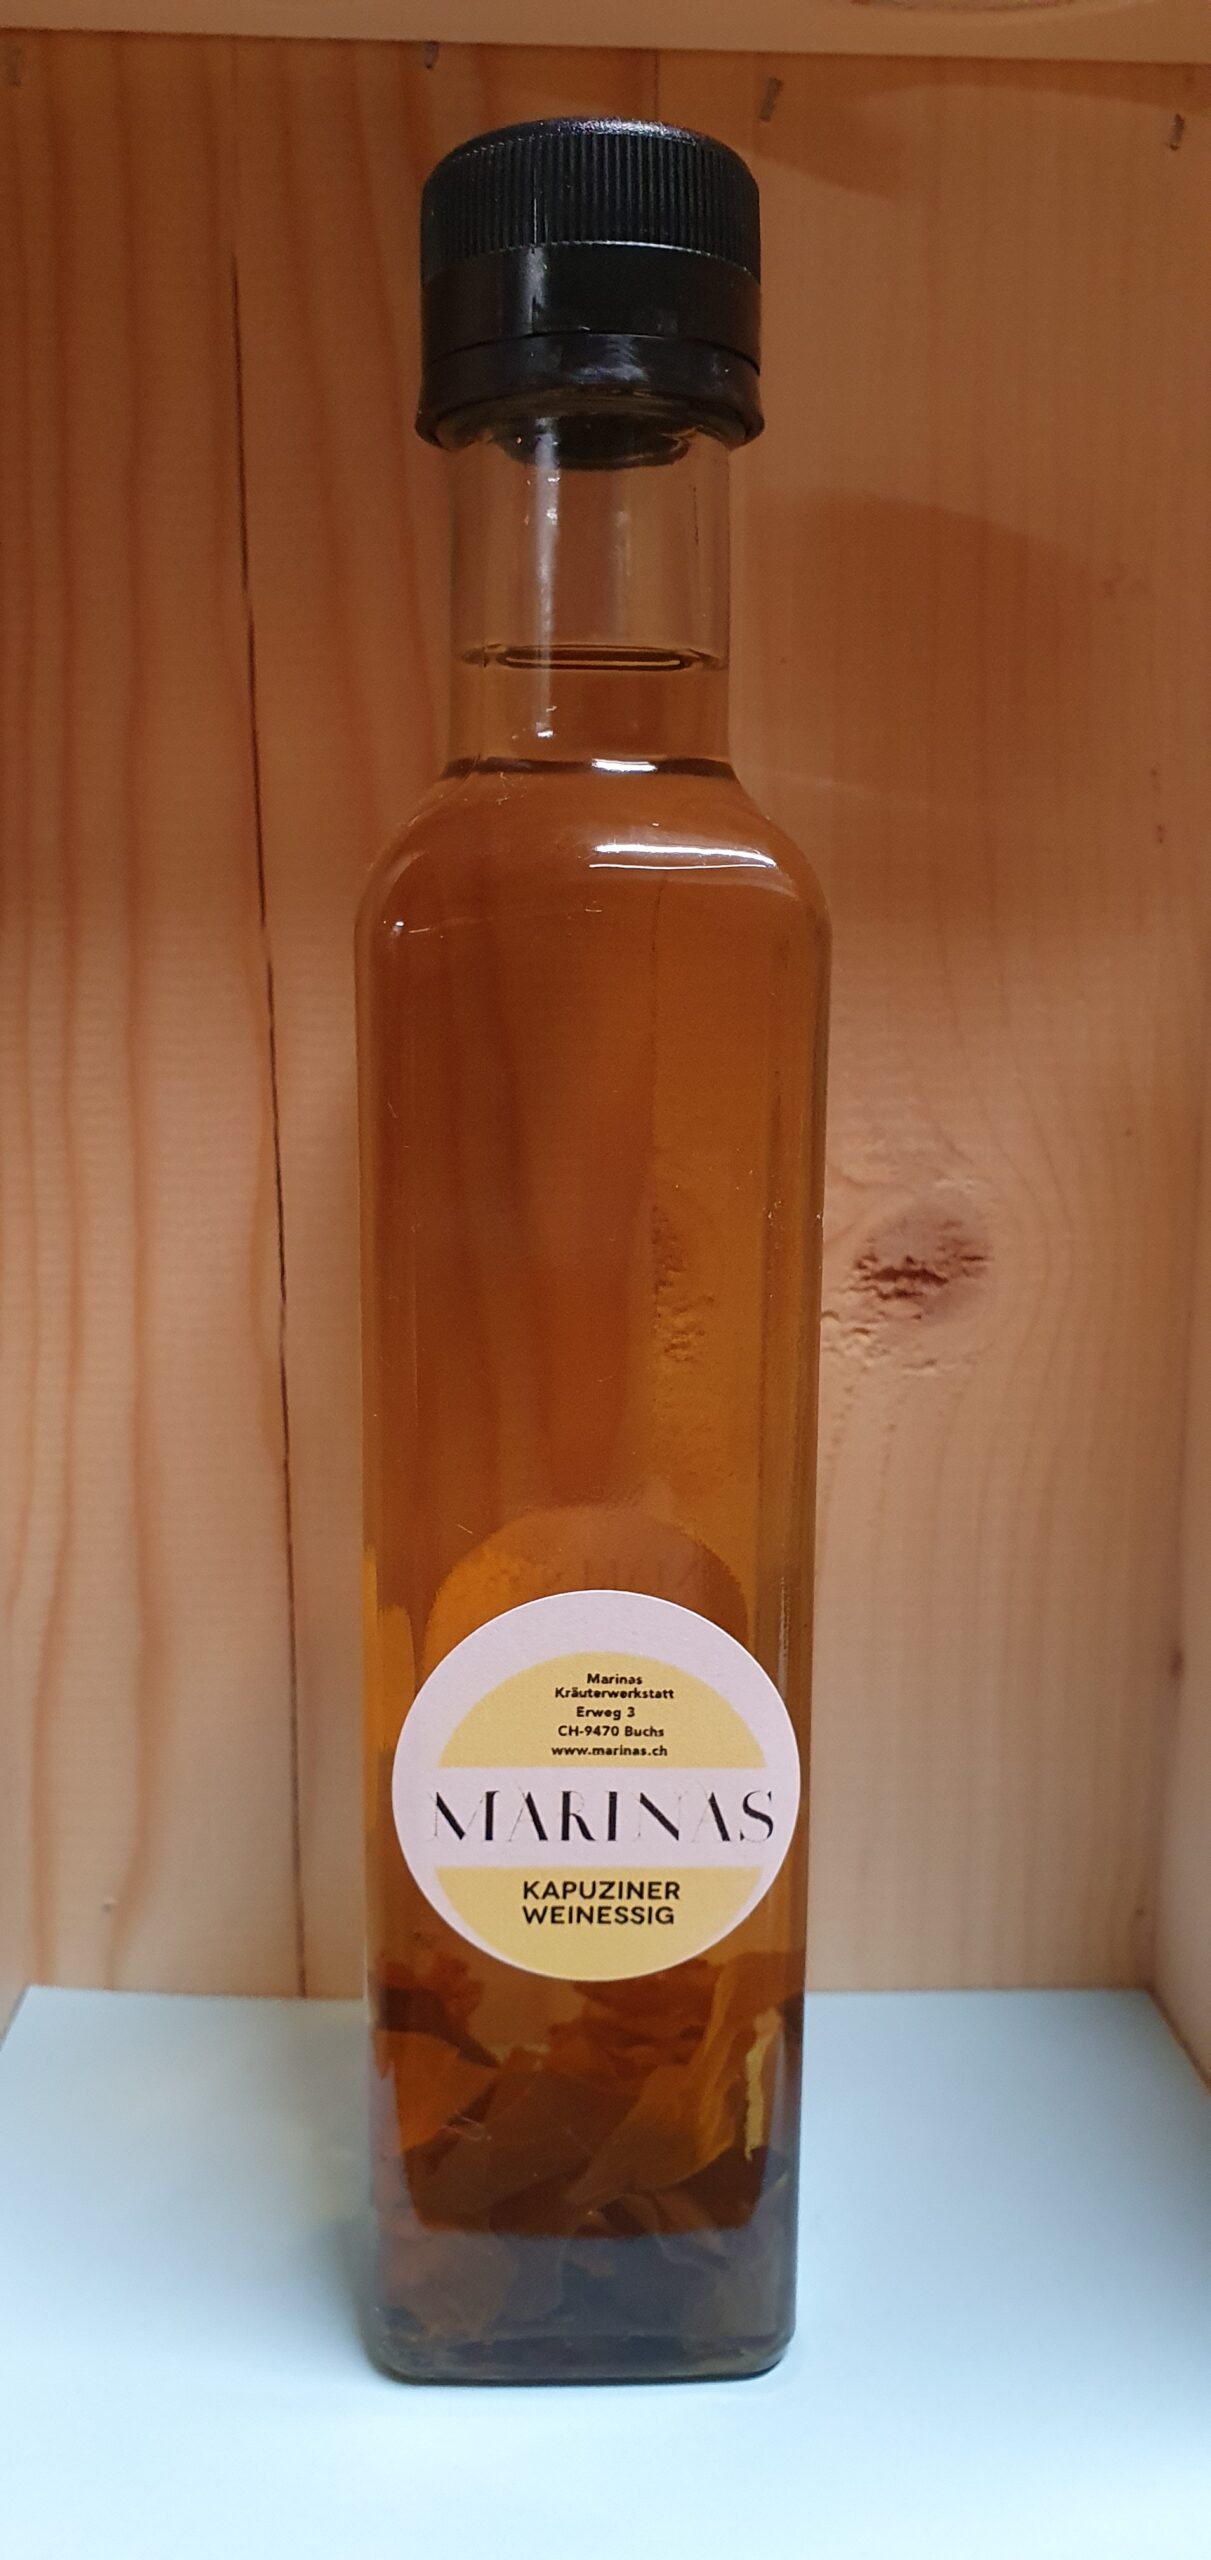 Marinas
Kräuterwerkstatt
Erweg 3
CH-9470 Buchs
www.marinas.ch
MARINAS
KAPUZINER
WEINESSIG